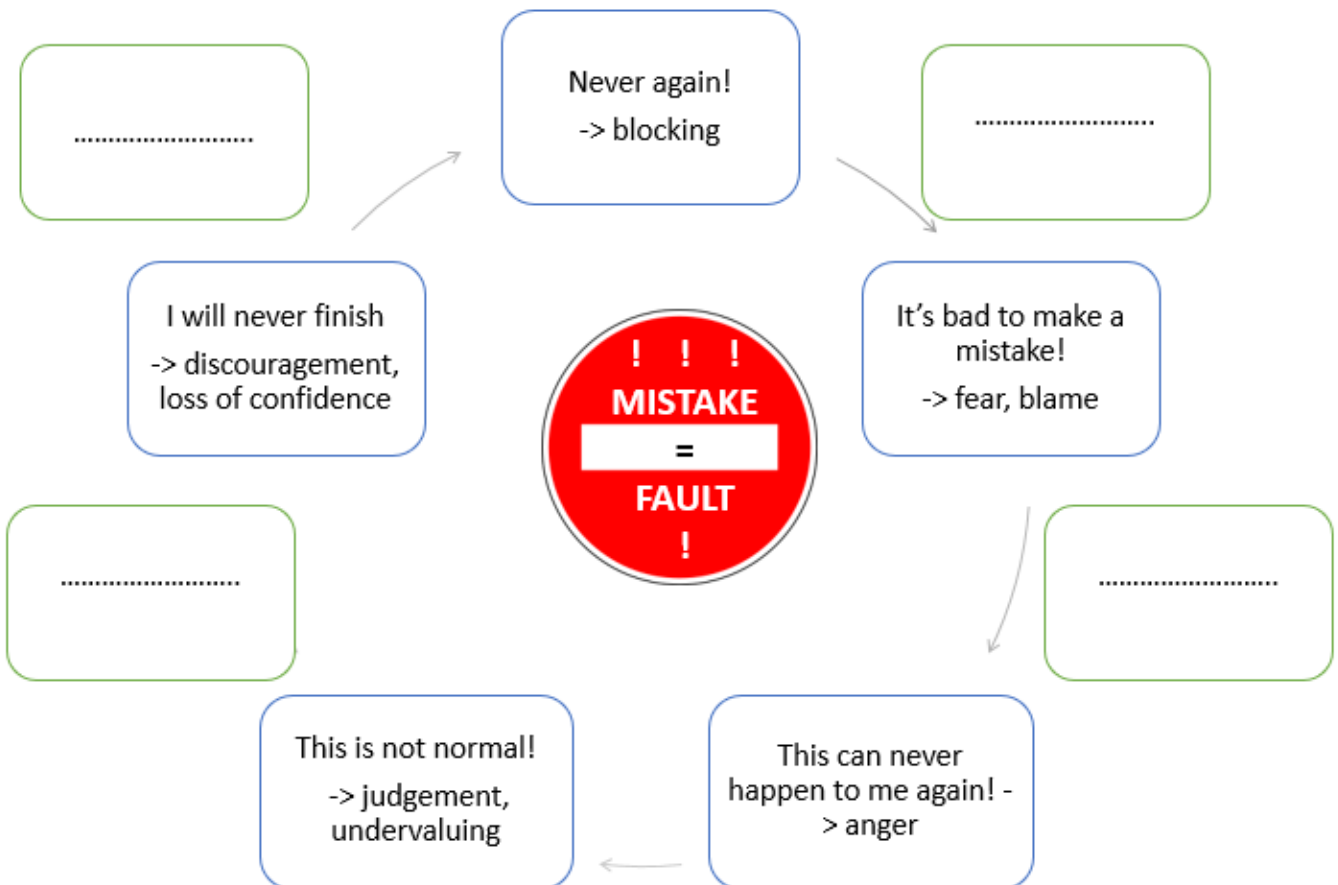 Never again!
-> blocking
……………………..
……………………..
I will never finish
-> discouragement,
loss of confidence
! ! !
MISTAKE
=
FAULT
!
It’s bad to make a
mistake!
-> fear, blame
……………………..
……………………..
This is not normal!
-> judgement,
undervaluing
This can never
happen to me again! -
> anger